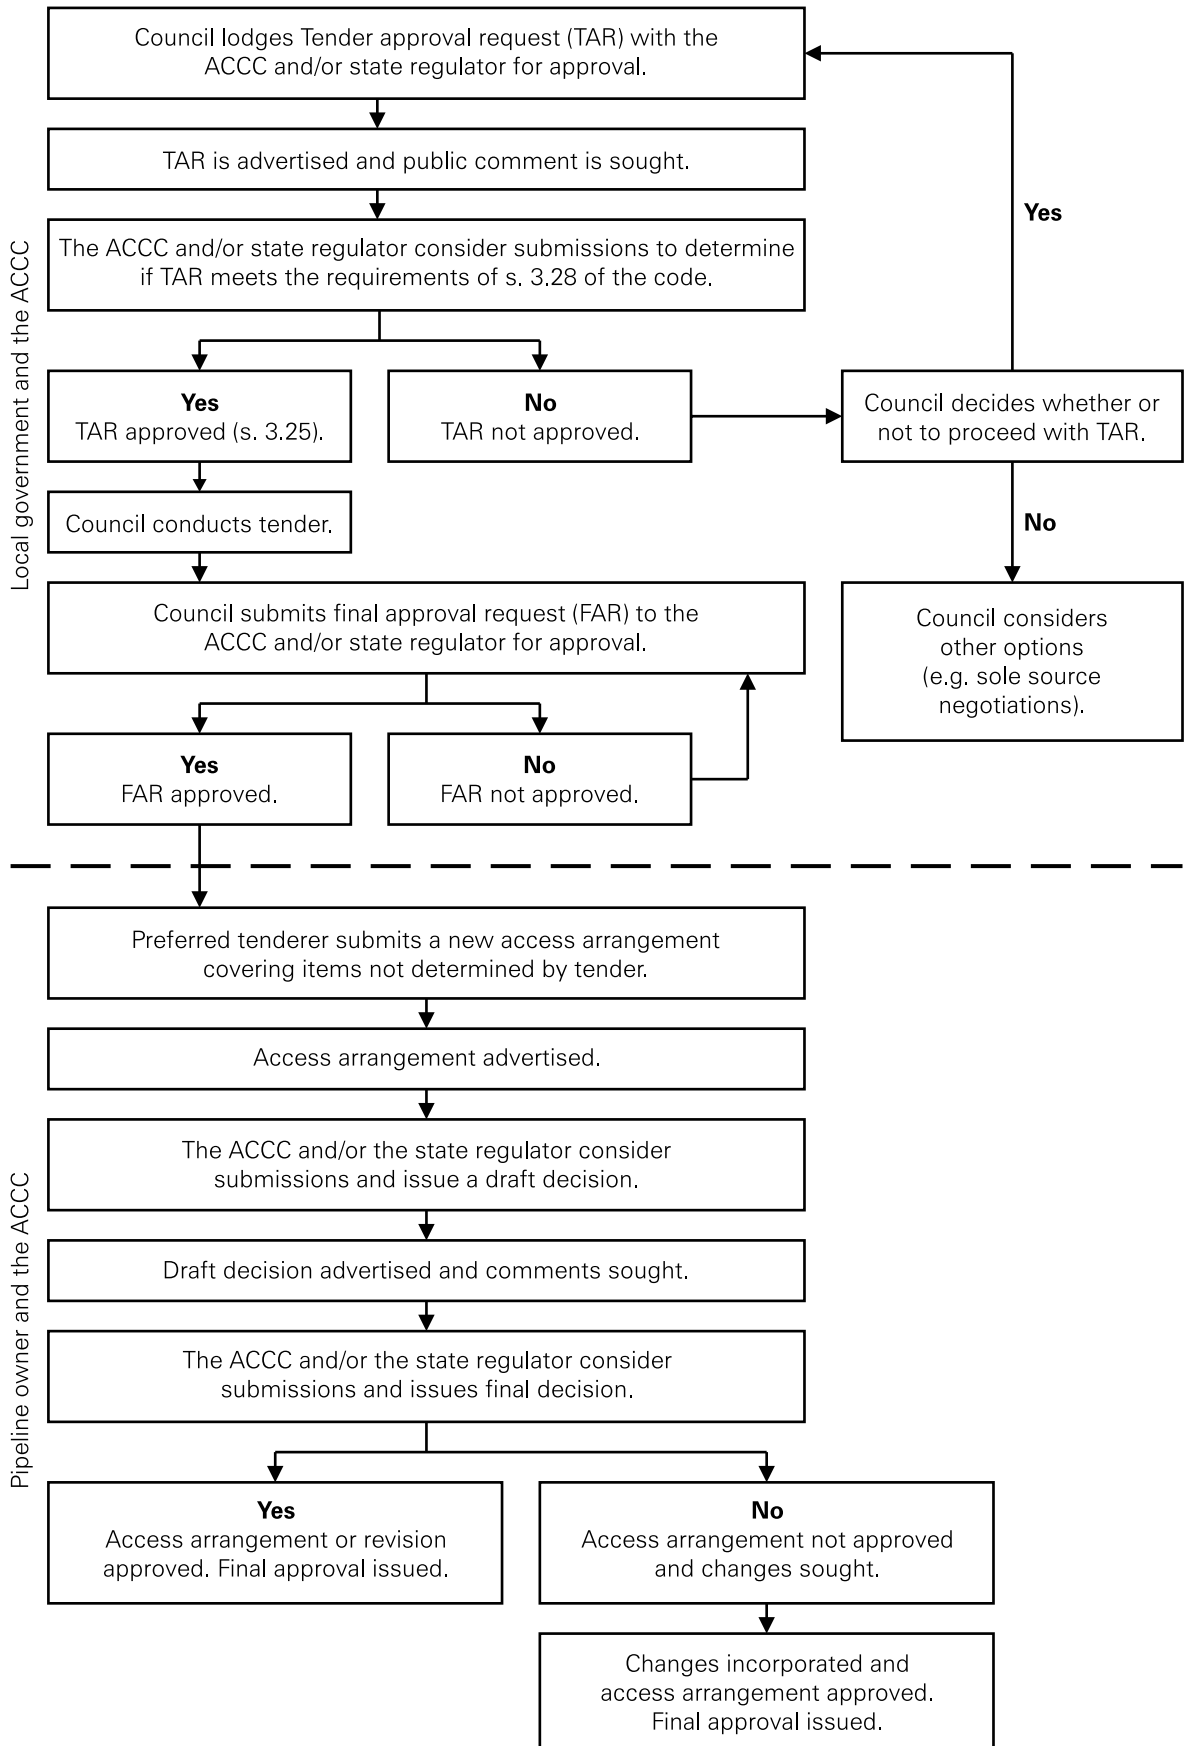 Council lodges Tender approval request (TAR) with the
ACCC and/or state regulator for approval.
TAR is advertised and public comment is sought.
Yes
The ACCC and/or state regulator consider submissions to determine
if TAR meets the requirements of s. 3.28 of the code.
Local government and the ACCC
Yes
TAR approved (s. 3.25).
No
TAR not approved.
Council decides whether or
not to proceed with TAR.
Council conducts tender.
No
Council submits final approval request (FAR) to the
ACCC and/or state regulator for approval.
Council considers
other options
(e.g. sole source
negotiations).
Yes
FAR approved.
No
FAR not approved.
Preferred tenderer submits a new access arrangement
covering items not determined by tender.
Access arrangement advertised.
The ACCC and/or the state regulator consider
submissions and issue a draft decision.
Pipeline owner and the ACCC
Draft decision advertised and comments sought.
The ACCC and/or the state regulator consider
submissions and issues final decision.
Yes
Access arrangement or revision
approved. Final approval issued.
No
Access arrangement not approved
and changes sought.
Changes incorporated and
access arrangement approved.
Final approval issued.